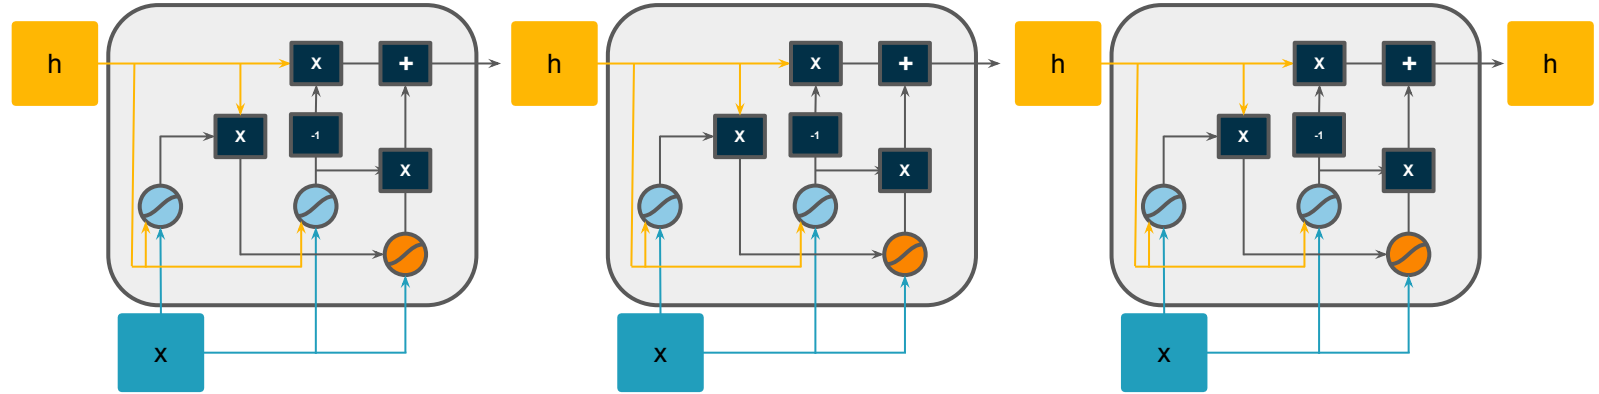 h X + h X + h X + h
X -1 X -1 X -1
X X X
x x x